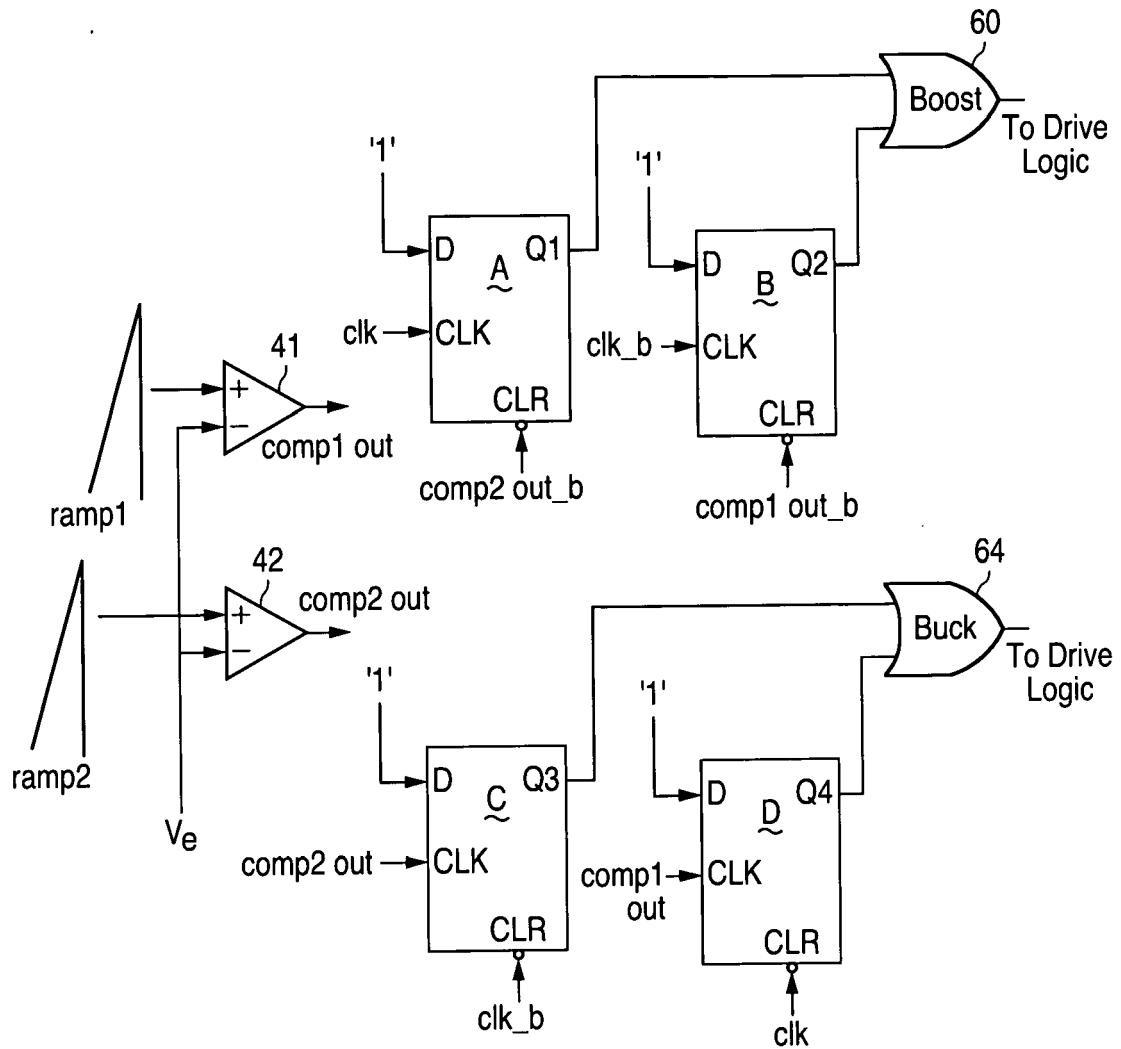 60
Boost
To Drive
Logic
'1'
'1'
D
Q1
A
clk
CLK
CLR
comp2 out_b
D
Q2
B
clk_b
CLK
CLR
comp1 out_b
41
+
−
comp1 out
ramp1
42
+
−
comp2 out
ramp2
Ve
64
Buck
To Drive
Logic
'1'
'1'
D
Q3
C
comp2 out
CLK
CLR
clk_b
D
Q4
D
comp1
out
CLK
CLR
clk